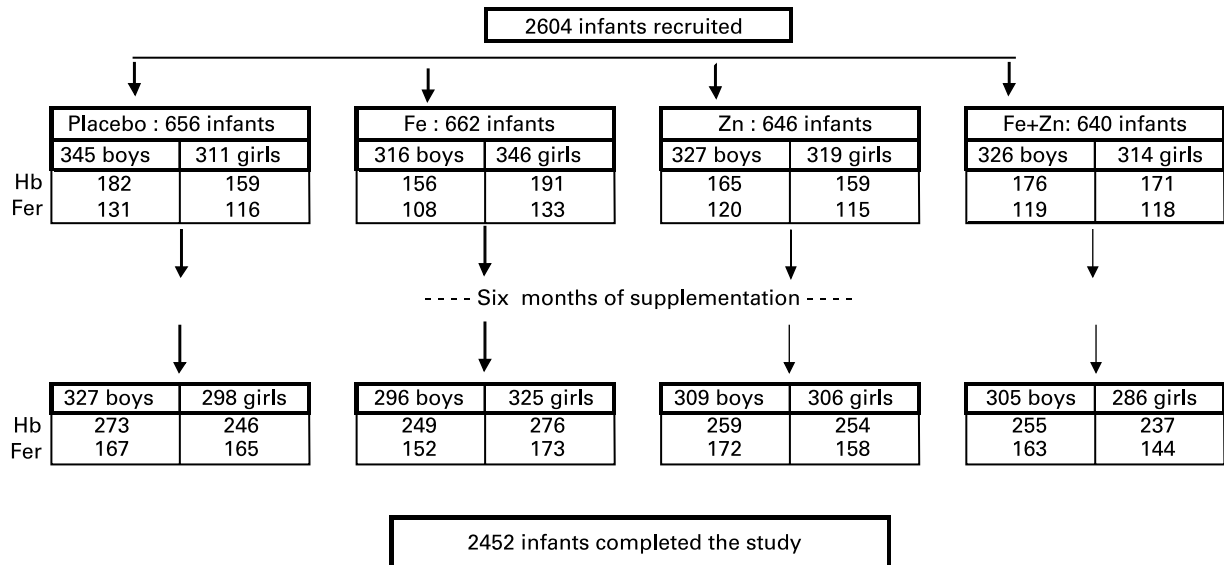 2604 infants recruited
Placebo : 656 infants Fe : 662 infants Zn : 646 infants Fe+Zn: 640 infants
345 boys 311 girls 316 boys 346 girls 327 boys 319 girls 326 boys 314 girls
Hb 182 159 156 191 165 159 176 171
Fer 131 116 108 133 120 115 119 118
- - - - Six months of supplementation - - - -
327 boys 298 girls 296 boys 325 girls 309 boys 306 girls 305 boys 286 girls
Hb 273 246 249 276 259 254 255 237
Fer 167 165 152 173 172 158 163 144
2452 infants completed the study